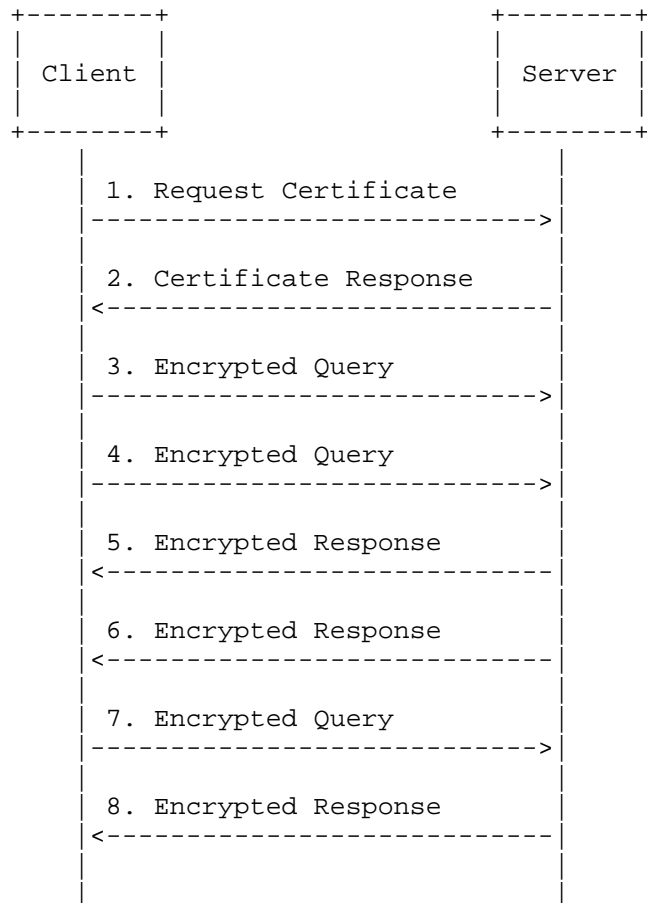 Client Server
1. Request Certificate
2. Certificate Response
3. Encrypted Query
4. Encrypted Query
5. Encrypted Response
6. Encrypted Response
7. Encrypted Query
8. Encrypted Response